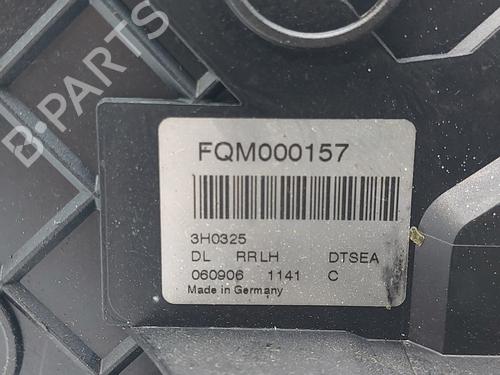 B-PARTS
FQM000157
3H0325
DL RRLH DTSEA
060906 1141 C
Made in Germany